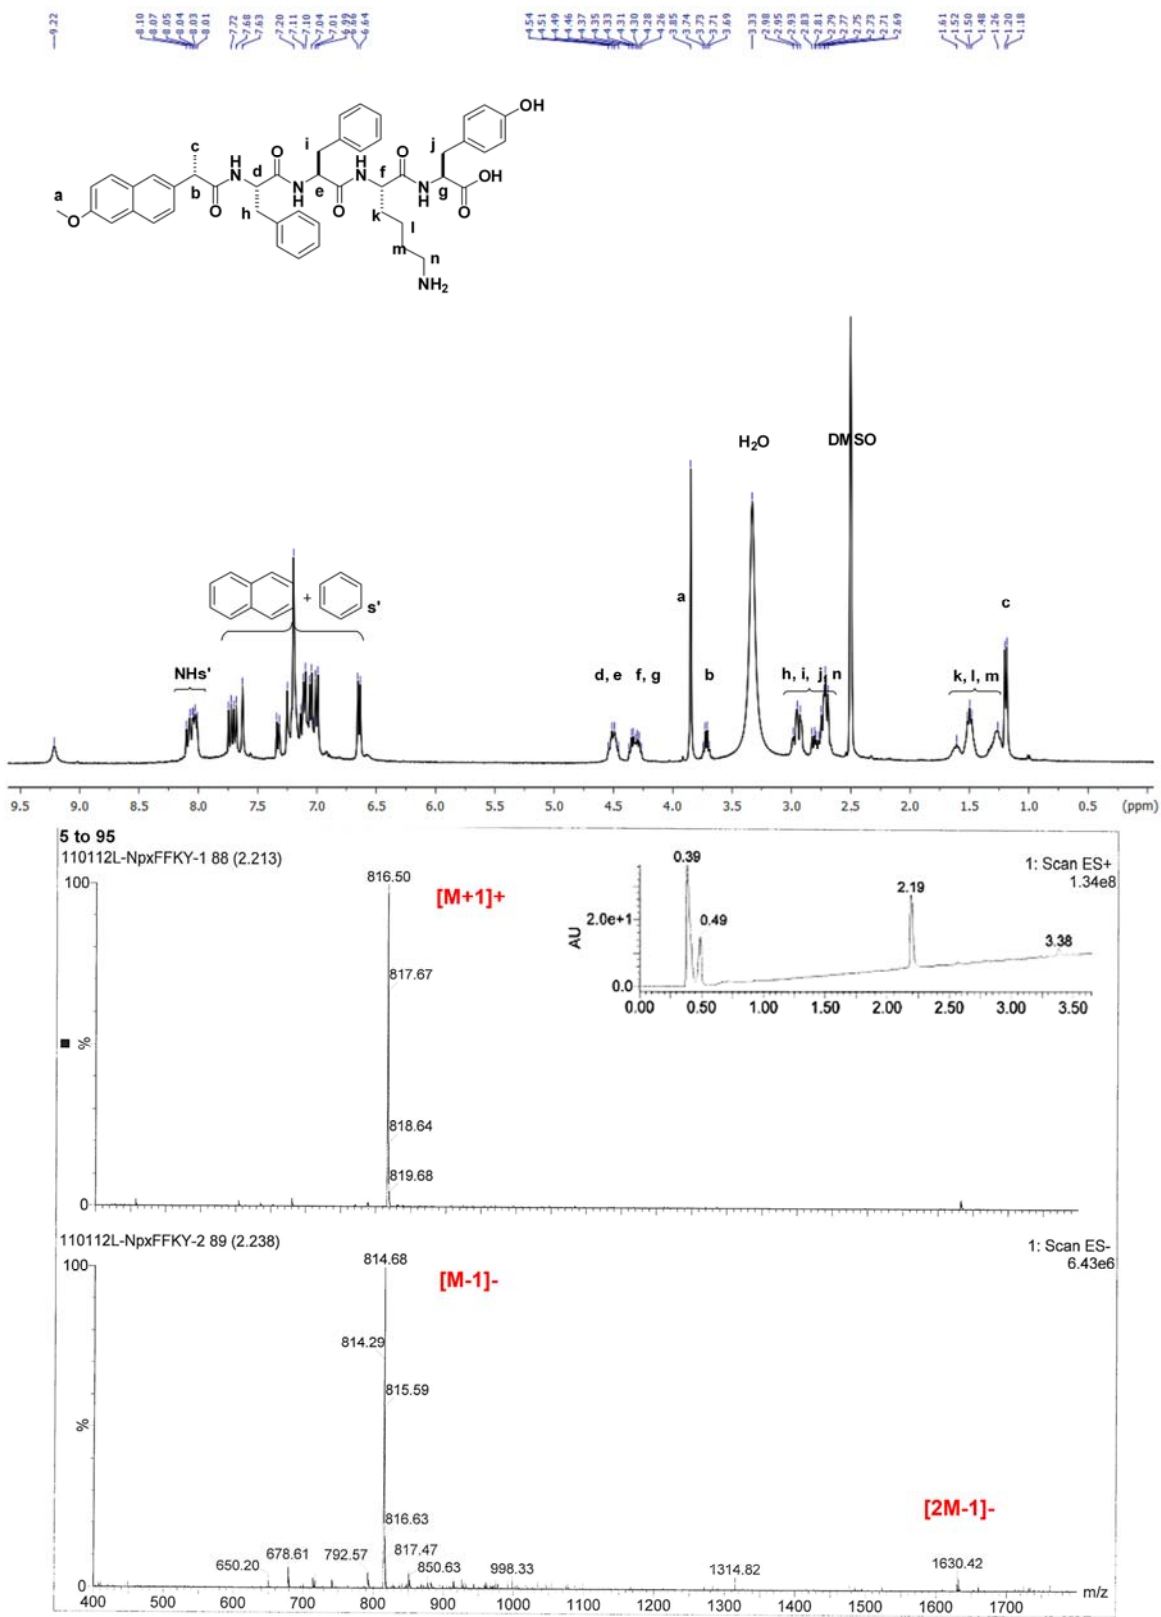 9.22
8.10
8.07
8.05
8.04
8.03
8.01
7.72
7.68
7.63
7.20
7.11
7.10
7.04
7.01
6.99
6.66
6.64
4.54
4.51
4.49
4.46
4.37
4.35
4.33
4.31
4.30
4.28
4.26
3.85
3.74
3.73
3.71
3.69
3.33
2.98
2.95
2.93
2.83
2.81
2.79
2.77
2.75
2.73
2.71
2.69
1.61
1.52
1.50
1.48
1.26
1.20
1.18
OH
i
j
c
H
N
d
O
H
N
f
O
OH
a
b
O
N
H
e
O
N
H
g
O
O
h
k
l
m
n
NH2
H2O
DMSO
+
s'
a
c
NHs'
d, e
f, g
b
h, i, j, n
k, l, m
9.5 9.0 8.5 8.0 7.5 7.0 6.5 6.0 5.5 5.0 4.5 4.0 3.5 3.0 2.5 2.0 1.5 1.0 0.5 (ppm)
5 to 95
110112L-NpxFFKY-1 88 (2.213)
1: Scan ES+
1.34e8
100
%
0
816.50
[M+1]+
817.67
818.64
819.68
AU
2.0e+1
0.0
0.39
0.49
2.19
3.38
0.00 0.50 1.00 1.50 2.00 2.50 3.00 3.50
110112L-NpxFFKY-2 89 (2.238)
1: Scan ES-
6.43e6
100
%
0
814.68
[M-1]-
814.29
815.59
816.63
[2M-1]-
650.20
678.61
792.57
817.47
850.63
998.33
1314.82
1630.42
m/z
400 500 600 700 800 900 1000 1100 1200 1300 1400 1500 1600 1700